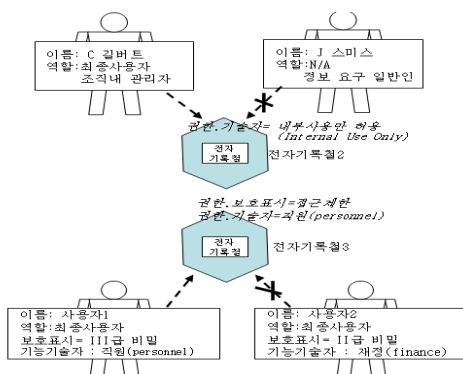 이름: C 길버트
역할:최종사용자
조직내 관리자
이름: J 스미스
역할:N/A
정보 요구 일반인
권한.기술자= 내부사용만 허용
(Internal Use Only)
전자
기록철
전자기록철2
권한.보호표시=접근제한
권한.기술자=직원(personnel)
전자
기록철
전자기록철3
이름: 사용자1
역할:최종사용자
보호표시= III급 비밀
기능기술자 : 직원(personnel)
이름: 사용자2
역할:최종사용자
보호표시= II급 비밀
기능기술자 : 재정(finance)